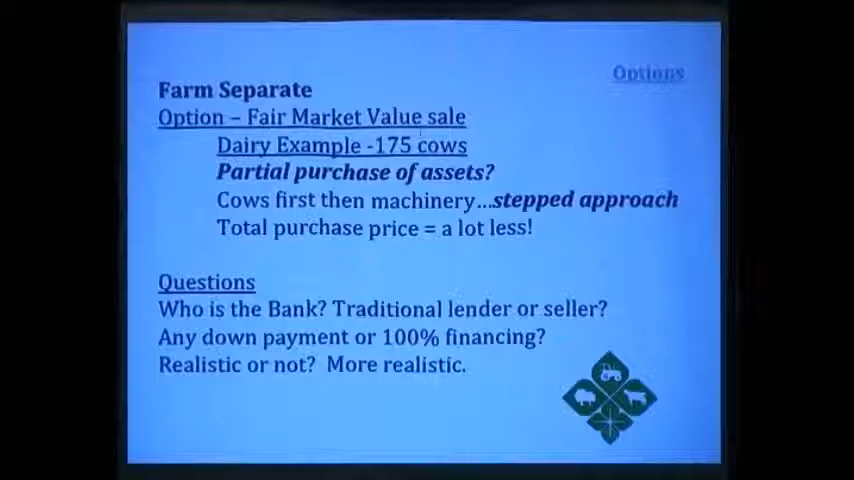 Options
Farm Separate
Option – Fair Market Value sale
Dairy Example -175 cows
Partial purchase of assets?
Cows first then machinery...stepped approach
Total purchase price = a lot less!
Questions
Who is the Bank? Traditional lender or seller?
Any down payment or 100% financing?
Realistic or not?  More realistic.